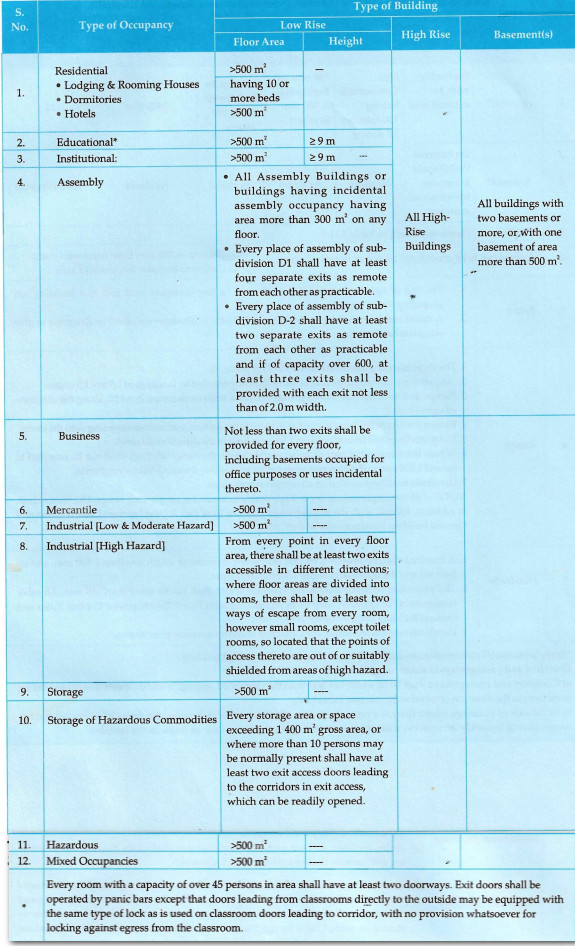 S. No.
Type of Occupancy
Type of Building
Low Rise
High Rise
Basement(s)
Floor Area
Height
1.
Residential
• Lodging & Rooming Houses
• Dormitories
• Hotels
>500 m²
—
having 10 or
more beds
>500 m²
2.
Educational*
>500 m²
≥ 9 m
3.
Institutional:
>500 m²
≥ 9 m
---
4.
Assembly
• All Assembly Buildings or
buildings having incidental
assembly occupancy having
area more than 300 m² on any
floor.
• Every place of assembly of sub-
division D1 shall have at least
four separate exits as remote
from each other as practicable.
• Every place of assembly of sub-
division D-2 shall have at least
two separate exits as remote
from each other as practicable
and if of capacity over 600, at
least three exits shall be
provided with each exit not less
than of 2.0 m width.
All High-
Rise
Buildings
All buildings with
two basements or
more, or, with one
basement of area
more than 500 m².
5.
Business
Not less than two exits shall be
provided for every floor,
including basements occupied for
office purposes or uses incidental
thereto.
6.
Mercantile
>500 m²
----
7.
Industrial [Low & Moderate Hazard]
>500 m²
----
8.
Industrial [High Hazard]
From every point in every floor
area, there shall be at least two exits
accessible in different directions;
where floor areas are divided into
rooms, there shall be at least two
ways of escape from every room,
however small rooms, except toilet
rooms, so located that the points of
access thereto are out of or suitably
shielded from areas of high hazard.
9.
Storage
>500 m²
----
10.
Storage of Hazardous Commodities
Every storage area or space
exceeding 1 400 m² gross area, or
where more than 10 persons may
be normally present shall have at
least two exit access doors leading
to the corridors in exit access,
which can be readily opened.
11.
Hazardous
>500 m²
----
12.
Mixed Occupancies
>500 m²
----
*
Every room with a capacity of over 45 persons in area shall have at least two doorways. Exit doors shall be
operated by panic bars except that doors leading from classrooms directly to the outside may be equipped with
the same type of lock as is used on classroom doors leading to corridor, with no provision whatsoever for
locking against egress from the classroom.